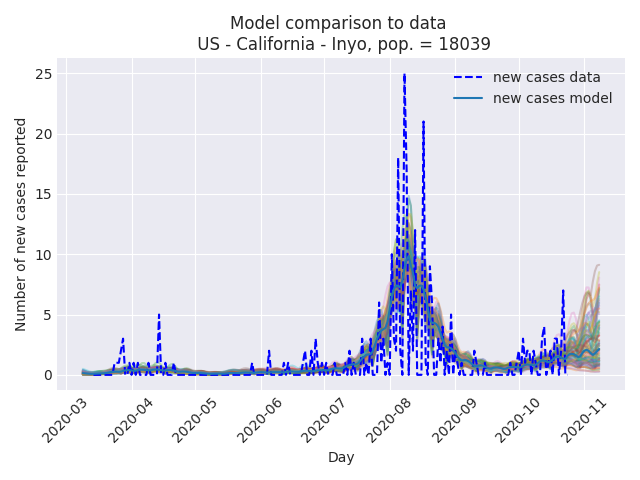 Model comparison to data
US - California - Inyo, pop. = 18039
new cases data
new cases model
Number of new cases reported
25
20
15
10
5
0
2020-03
2020-04
2020-05
2020-06
2020-07
2020-08
2020-09
2020-10
2020-11
Day